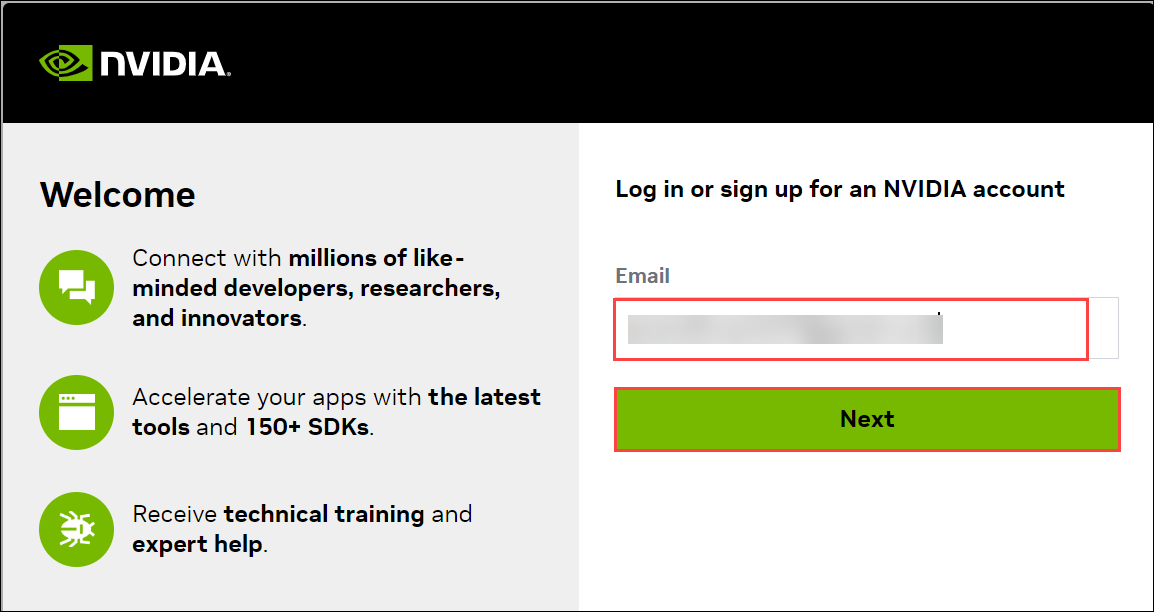 NVIDIA.
Welcome
Connect with millions of like-
minded developers, researchers,
and innovators.
Accelerate your apps with the latest
tools and 150+ SDKs.
Receive technical training and
expert help.
Log in or sign up for an NVIDIA account
Email
Next